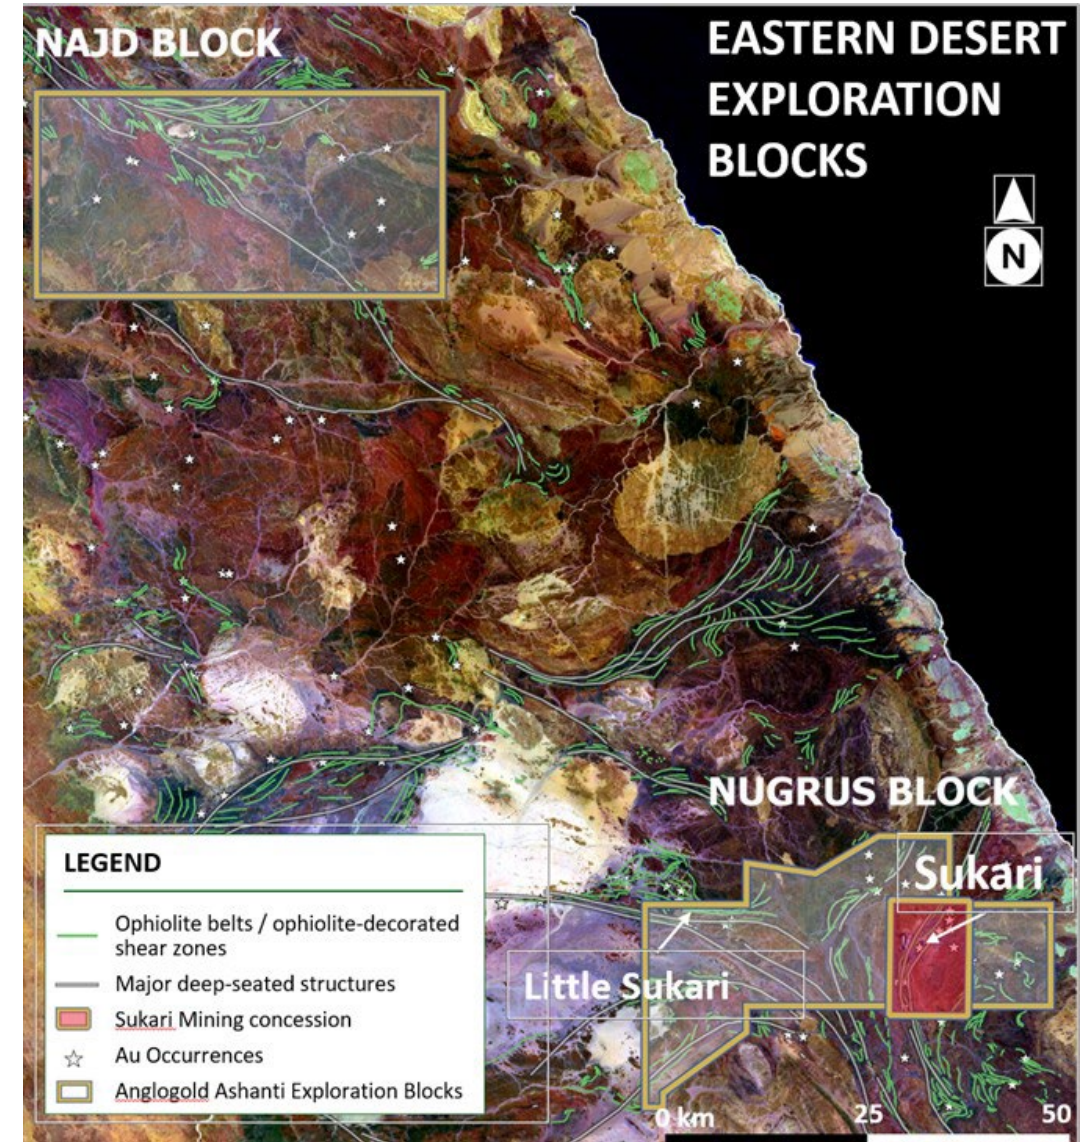 NAJD BLOCK
EASTERN DESERT
EXPLORATION
BLOCKS
N
NUGRUS BLOCK
Sukari
Little Sukari
LEGEND
Ophiolite belts / ophiolite-decorated
shear zones
Major deep-seated structures
Sukari Mining concession
Au Occurrences
Anglogold Ashanti Exploration Blocks
0 km 25 50